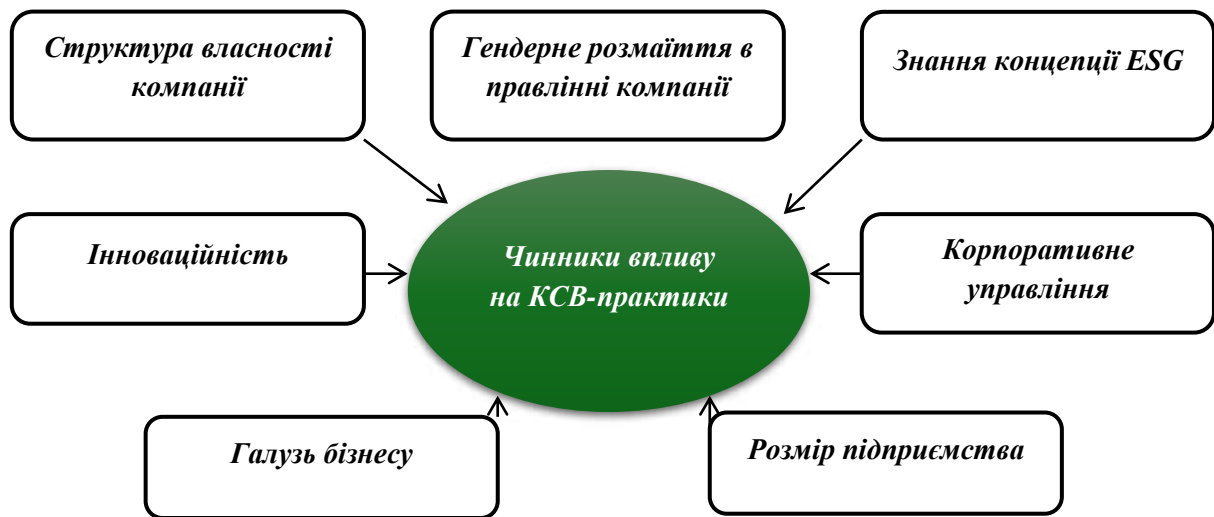 Структура власності
компанії
Гендерне розмаїття в
правлінні компанії
Знання концепції ESG
Інноваційність
Чинники впливу
на КСВ-практики
Корпоративне
управління
Галузь бізнесу
Розмір підприємства